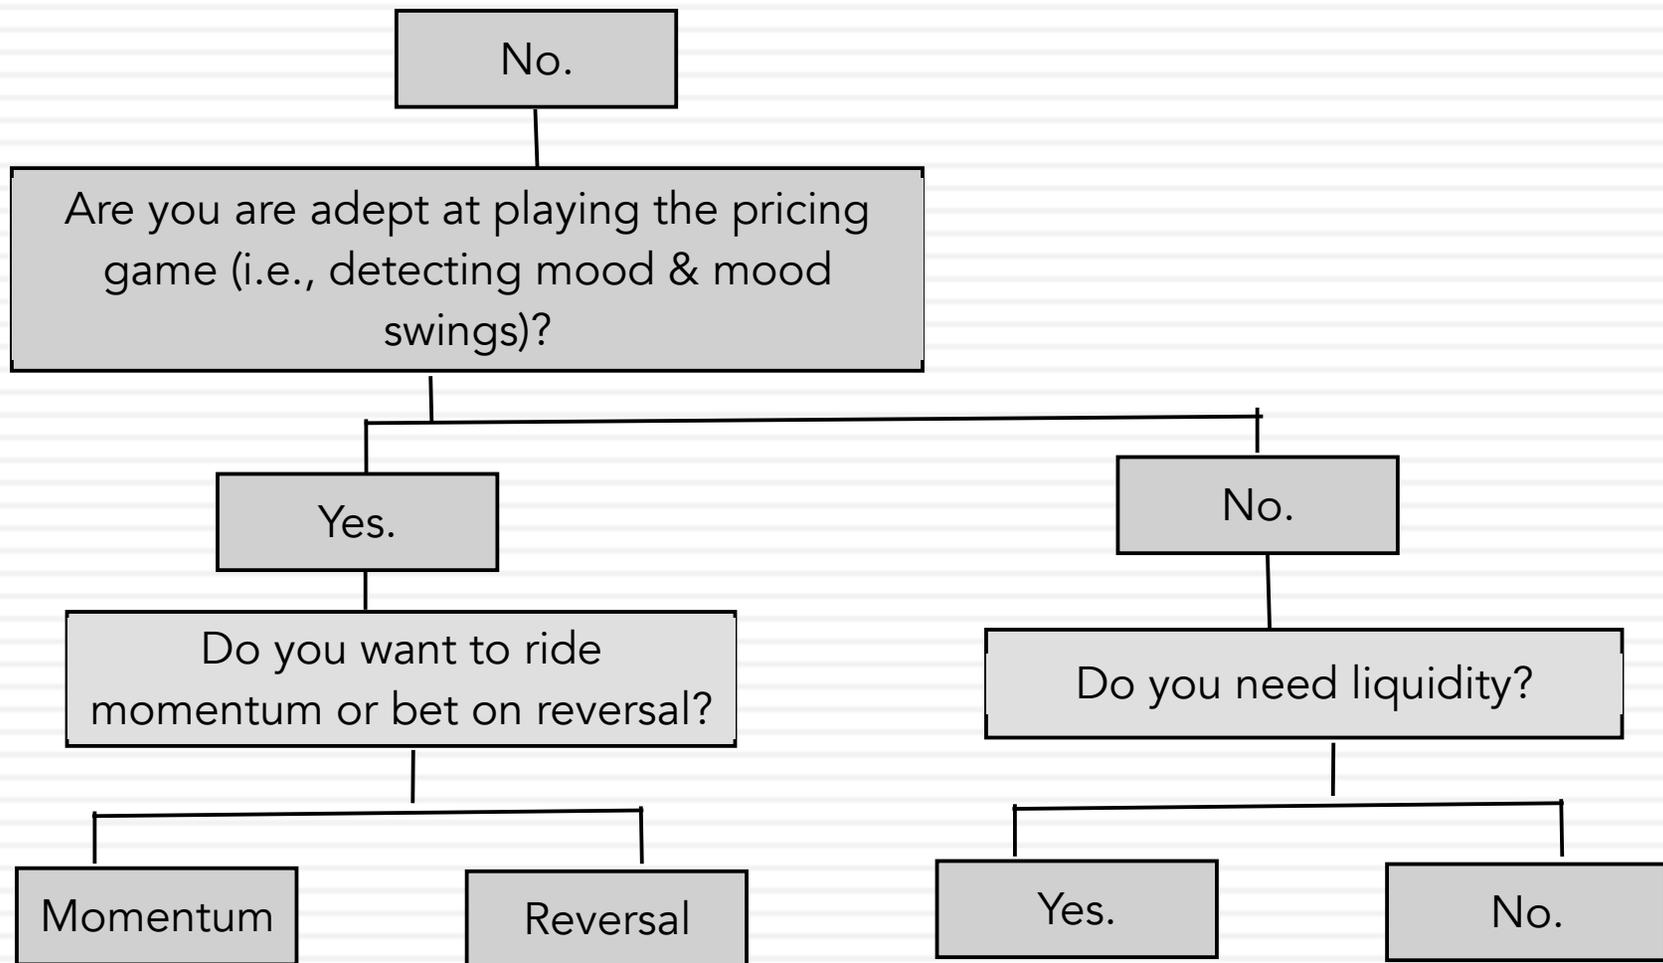 No.
Are you are adept at playing the pricing
game (i.e., detecting mood & mood
swings)?
Yes.
No.
Do you want to ride
momentum or bet on reversal?
Do you need liquidity?
Momentum
Reversal
Yes.
No.